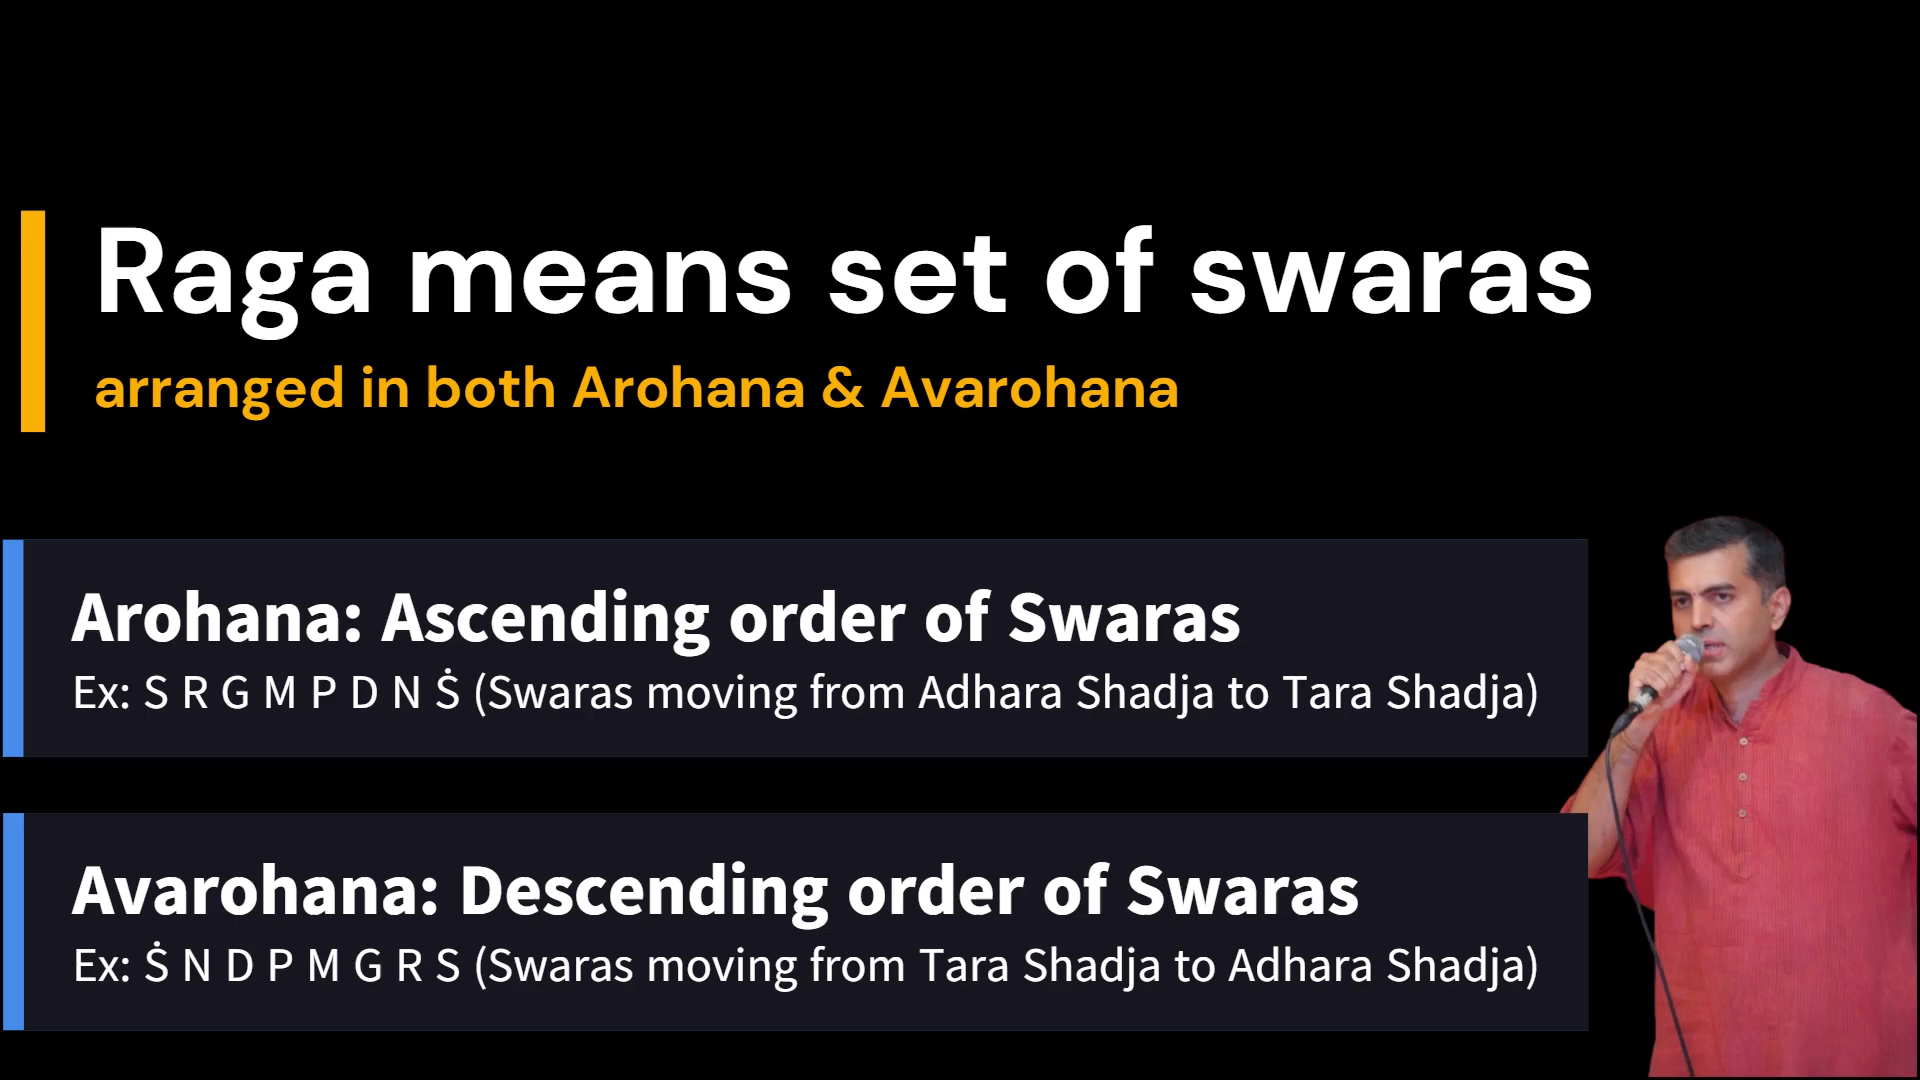 Raga means set of swaras
arranged in both Arohana & Avarohana
Arohana: Ascending order of Swaras
Ex: S R G M P D N Ṡ (Swaras moving from Adhara Shadja to Tara Shadja)
Avarohana: Descending order of Swaras
Ex: Ṡ N D P M G R S (Swaras moving from Tara Shadja to Adhara Shadja)